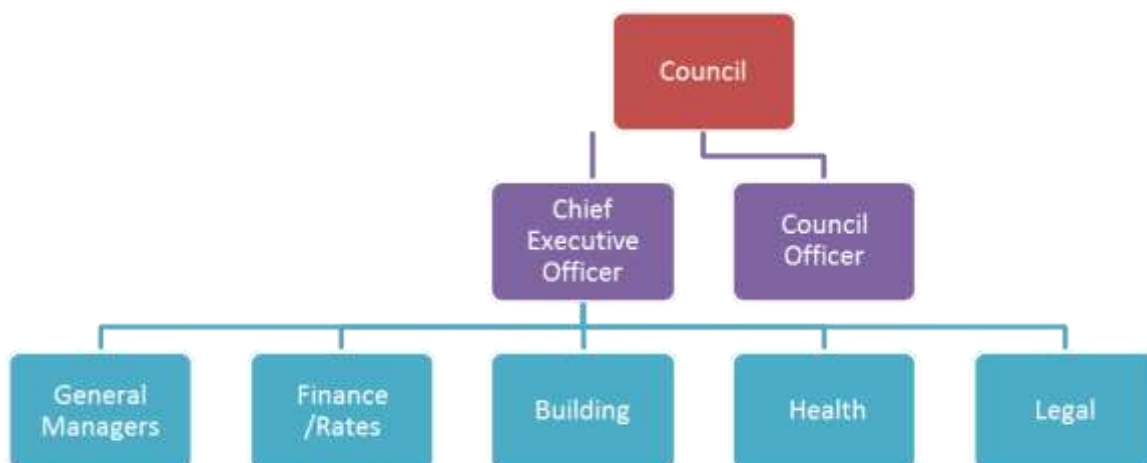 Council
Chief
Executive
Officer
Council
Officer
General
Managers
Finance
/Rates
Building
Health
Legal